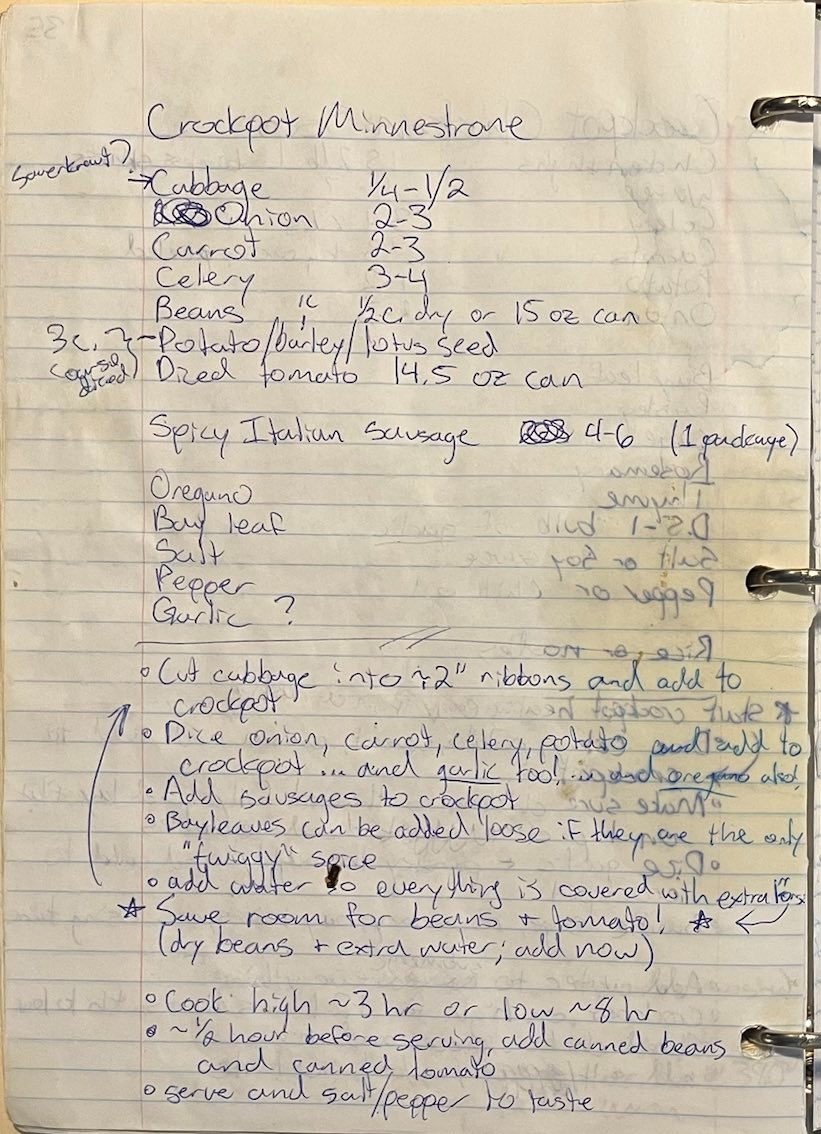 Crockpot Minnestrone
Saverkraut?
→Cabbage 1/4-1/2
Onion 2-3
Carrot 2-3
Celery 3-4
Beans 1/2c. dry or 15 oz can
3c. ? - Potato/barley/lotus seed
diced)
Diced tomato 14.5 oz can
Spicy Italian Sausage 4-6 (1 package)
Oregano
Bay leaf
Salt
Pepper
Garlic ?
• Cut cabbage into ~2" ribbons and add to
crockpot
• Dice onion, carrot, celery, potato and add to
crockpot ... and garlic too! ... and oregano also!
• Add sausages to crockpot
• Bayleaves can be added loose if they are the only
"twiggy" spice
• add water so everything is covered with extra
☆ Save room for beans + tomato! ☆ ←
(dry beans + extra water; add now)
• Cook high ~3 hr or low ~8 hr
• ~1/2 hour before serving, add canned beans
and canned tomato
• serve and salt/pepper to taste